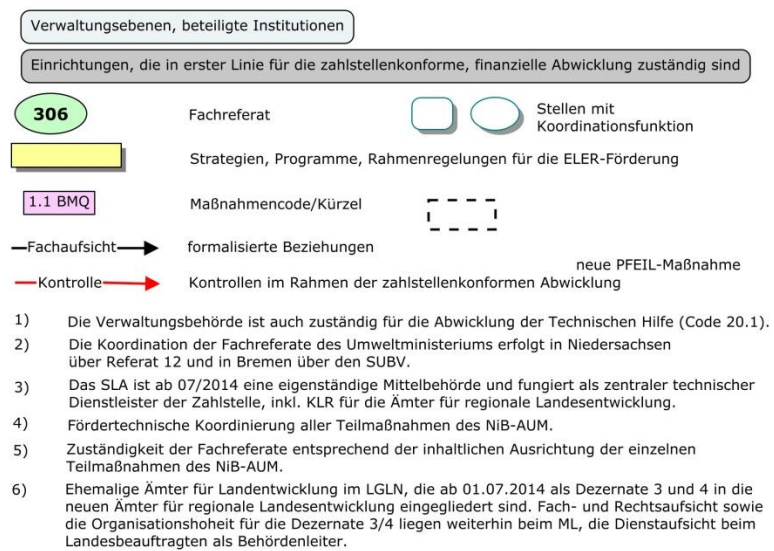 Verwaltungsebenen, beteiligte Institutionen
Einrichtungen, die in erster Linie für die zahlstellenkonforme, finanzielle Abwicklung zuständig sind
306
Fachreferat
Stellen mit
Koordinationsfunktion
Strategien, Programme, Rahmenregelungen für die ELER-Förderung
1.1 BMQ
Maßnahmencode/Kürzel
Fachaufsicht
formalisierte Beziehungen
neue PFEIL-Maßnahme
Kontrolle
Kontrollen im Rahmen der zahlstellenkonformen Abwicklung
1) Die Verwaltungsbehörde ist auch zuständig für die Abwicklung der Technischen Hilfe (Code 20.1).
2) Die Koordination der Fachreferate des Umweltministeriums erfolgt in Niedersachsen
über Referat 12 und in Bremen über den SUBV.
3) Das SLA ist ab 07/2014 eine eigenständige Mittelbehörde und fungiert als zentraler technischer
Dienstleister der Zahlstelle, inkl. KLR für die Ämter für regionale Landesentwicklung.
4) Fördertechnische Koordinierung aller Teilmaßnahmen des NiB-AUM.
5) Zuständigkeit der Fachreferate entsprechend der inhaltlichen Ausrichtung der einzelnen
Teilmaßnahmen des NiB-AUM.
6) Ehemalige Ämter für Landentwicklung im LGLN, die ab 01.07.2014 als Dezernate 3 und 4 in die
neuen Ämter für regionale Landesentwicklung eingegliedert sind. Fach- und Rechtsaufsicht sowie
die Organisationshoheit für die Dezernate 3/4 liegen weiterhin beim ML, die Dienstaufsicht beim
Landesbeauftragten als Behördenleiter.